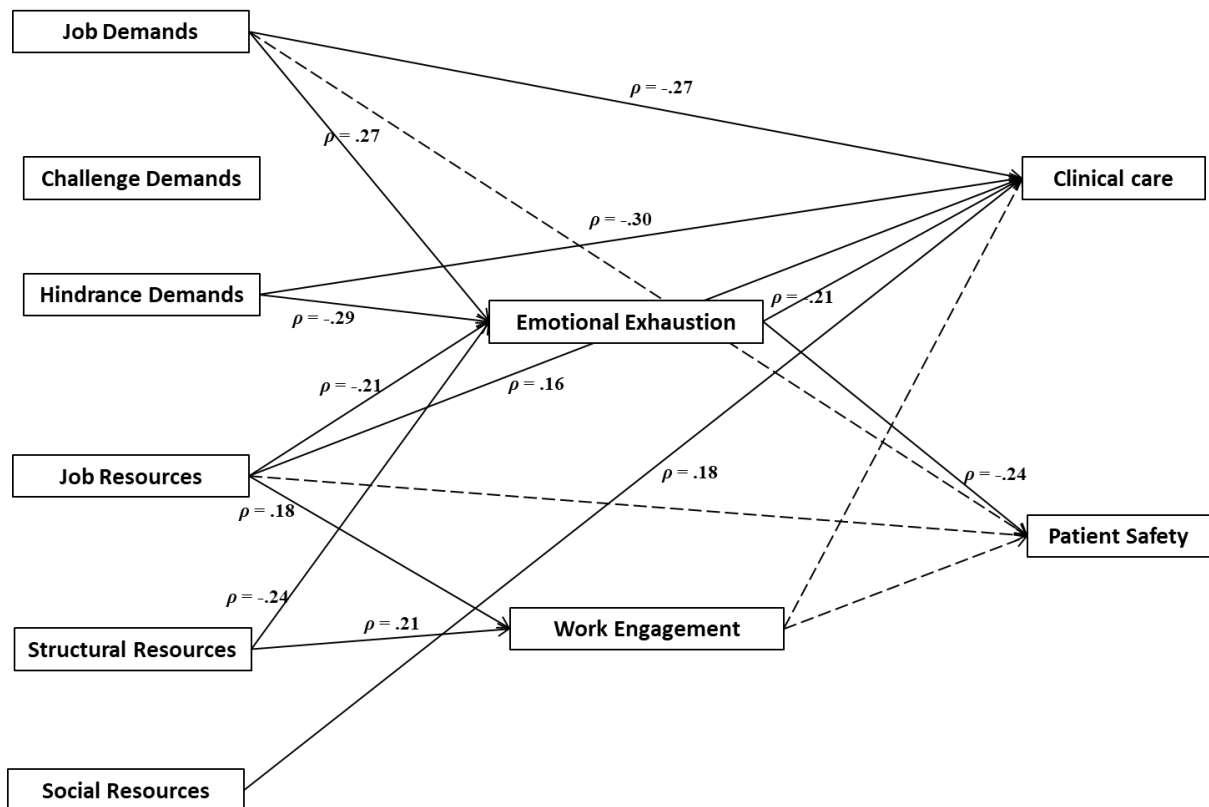 Job Demands
ρ = -.27
ρ = .27
Challenge Demands
Clinical care
ρ = -.30
Hindrance Demands
ρ = -.29
Emotional Exhaustion
ρ = -.21
ρ = -.21
ρ = .16
Job Resources
ρ = .18
ρ = .18
ρ = -.24
Patient Safety
ρ = -.24
ρ = .21
Work Engagement
Structural Resources
Social Resources